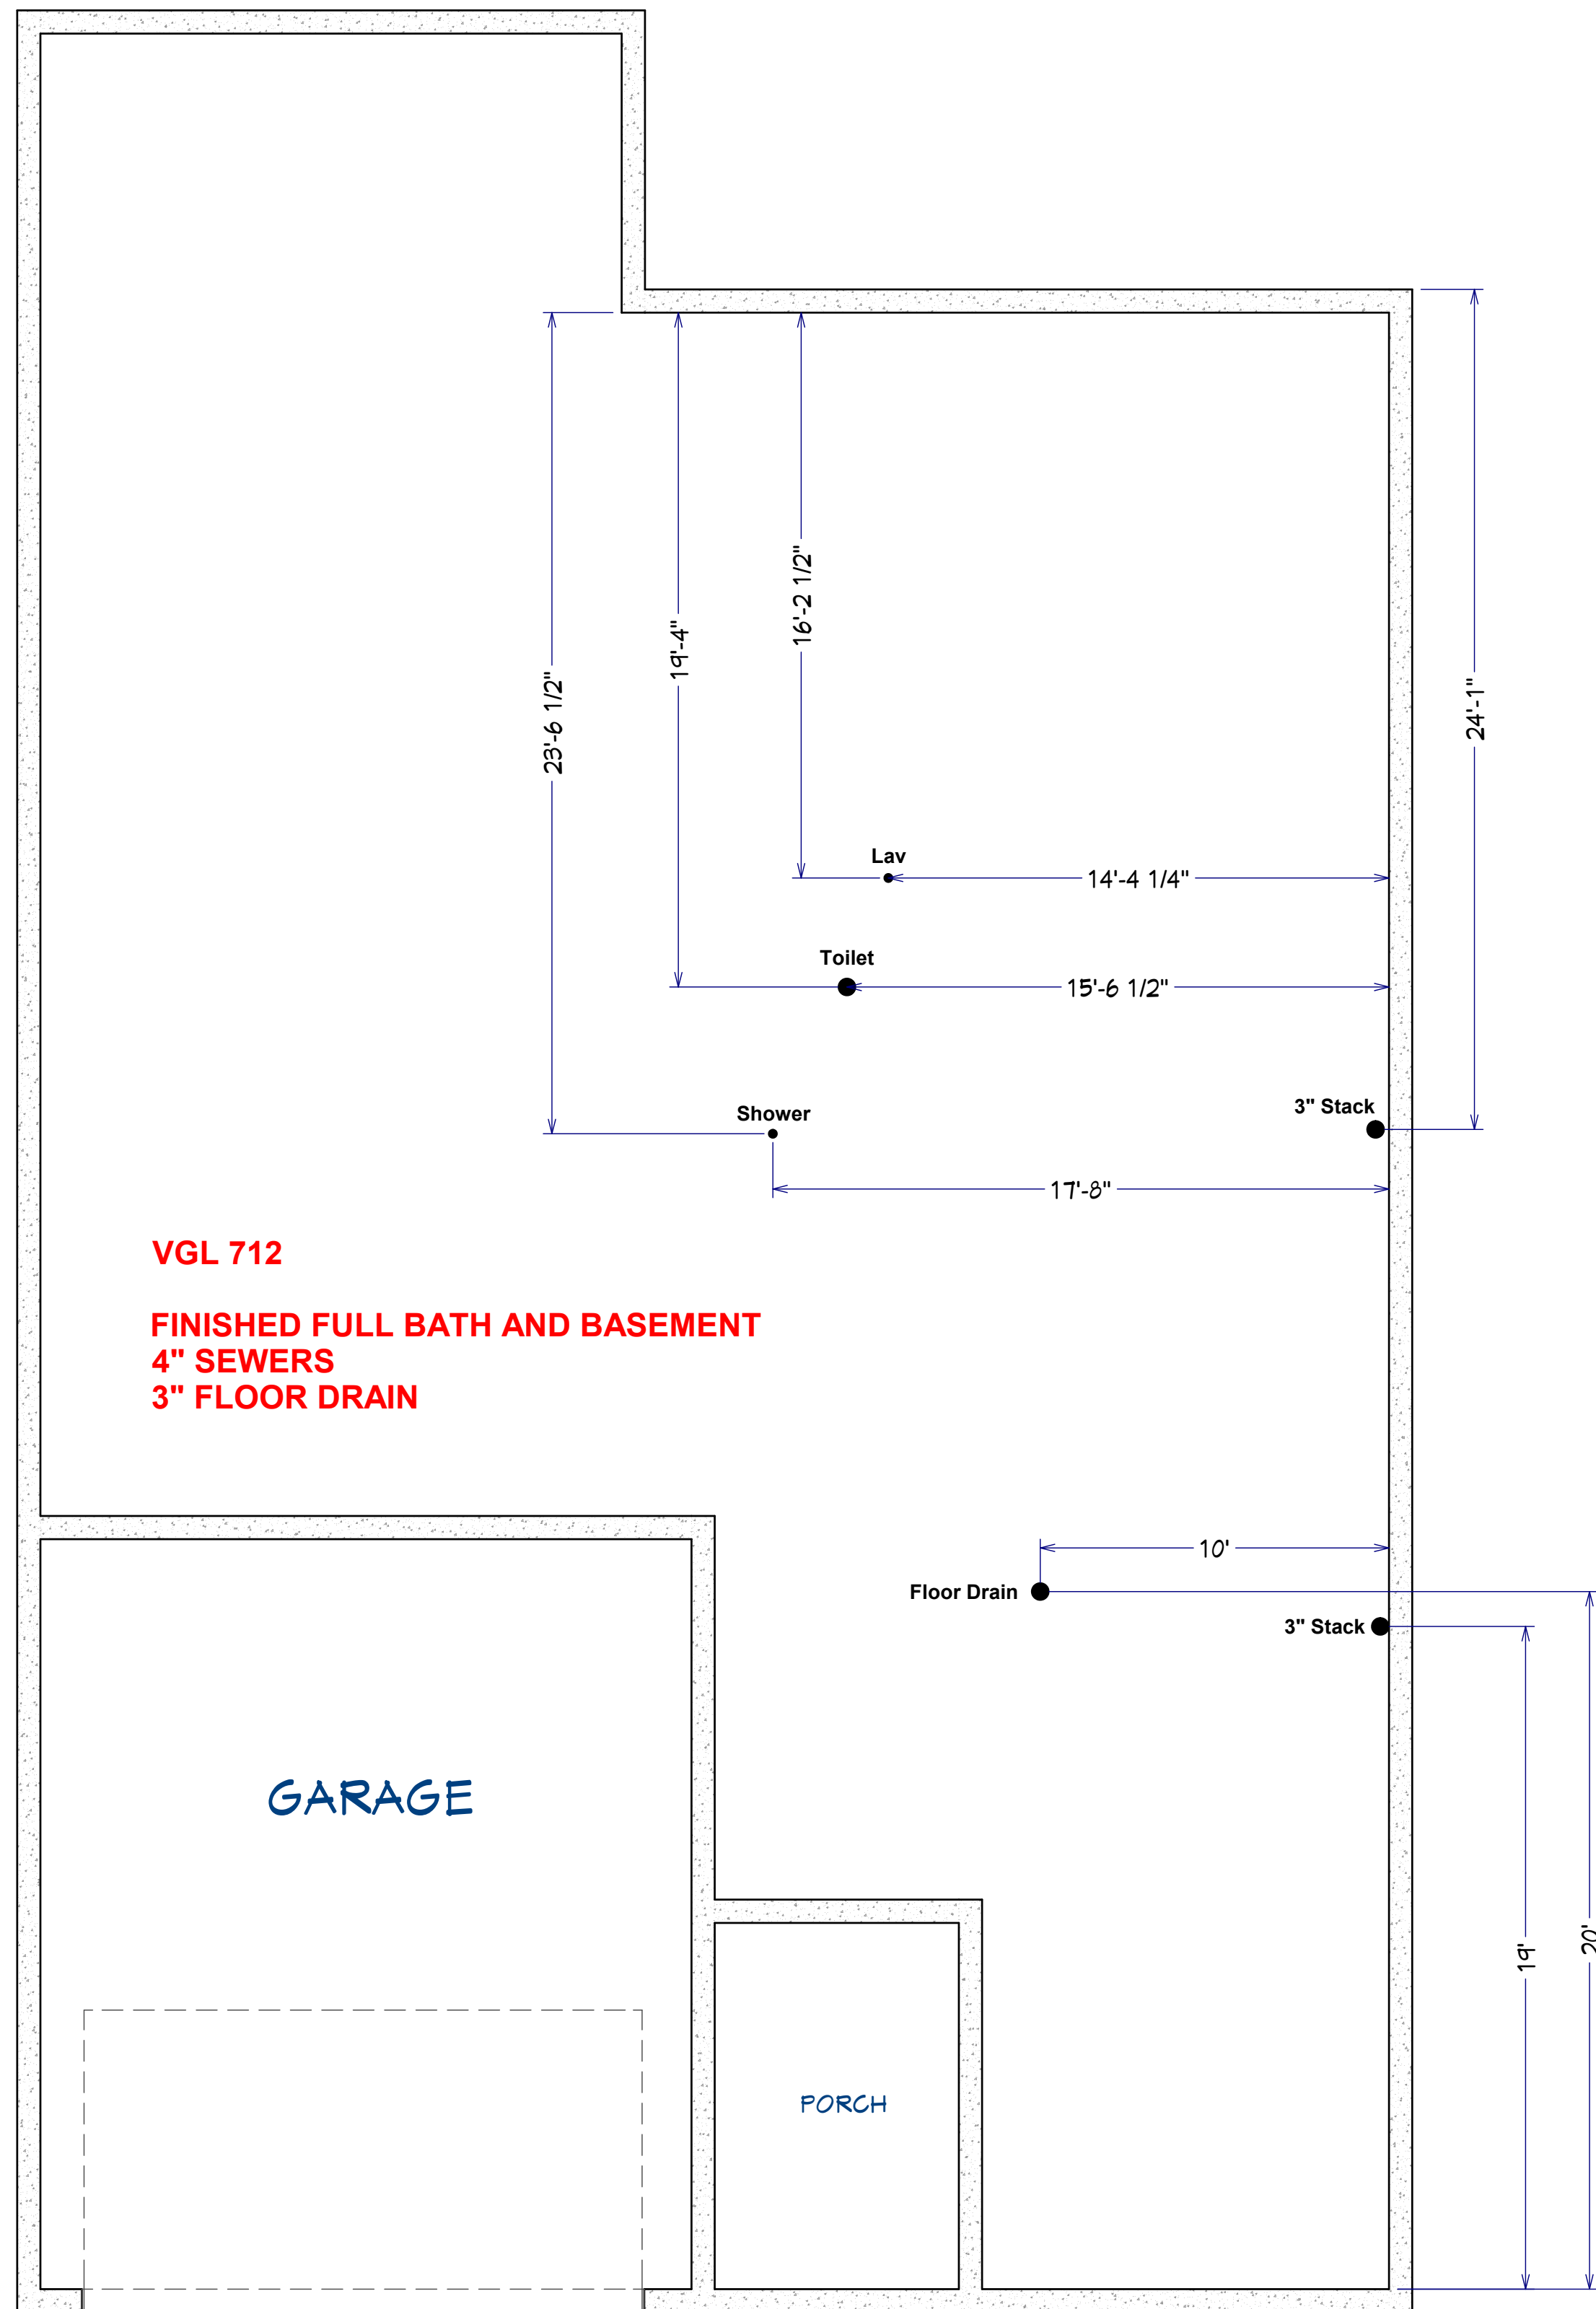 16'-2 1/2"
19'-4"
23'-6 1/2"
24'-1"
Lav
14'-4 1/4"
Toilet
15'-6 1/2"
3" Stack
Shower
17'-8"
VGL 712
FINISHED FULL BATH AND BASEMENT
4" SEWERS
3" FLOOR DRAIN
10'
Floor Drain
3" Stack
GARAGE
19'
20'
PORCH